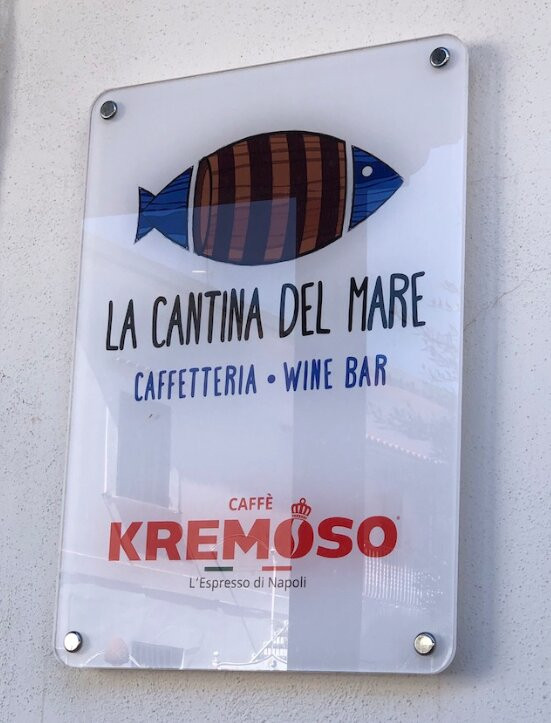 LA CANTINA DEL MARE
CAFFETTERIA • WINE BAR
CAFFÈ
KREMOSO
L'Espresso di Napoli